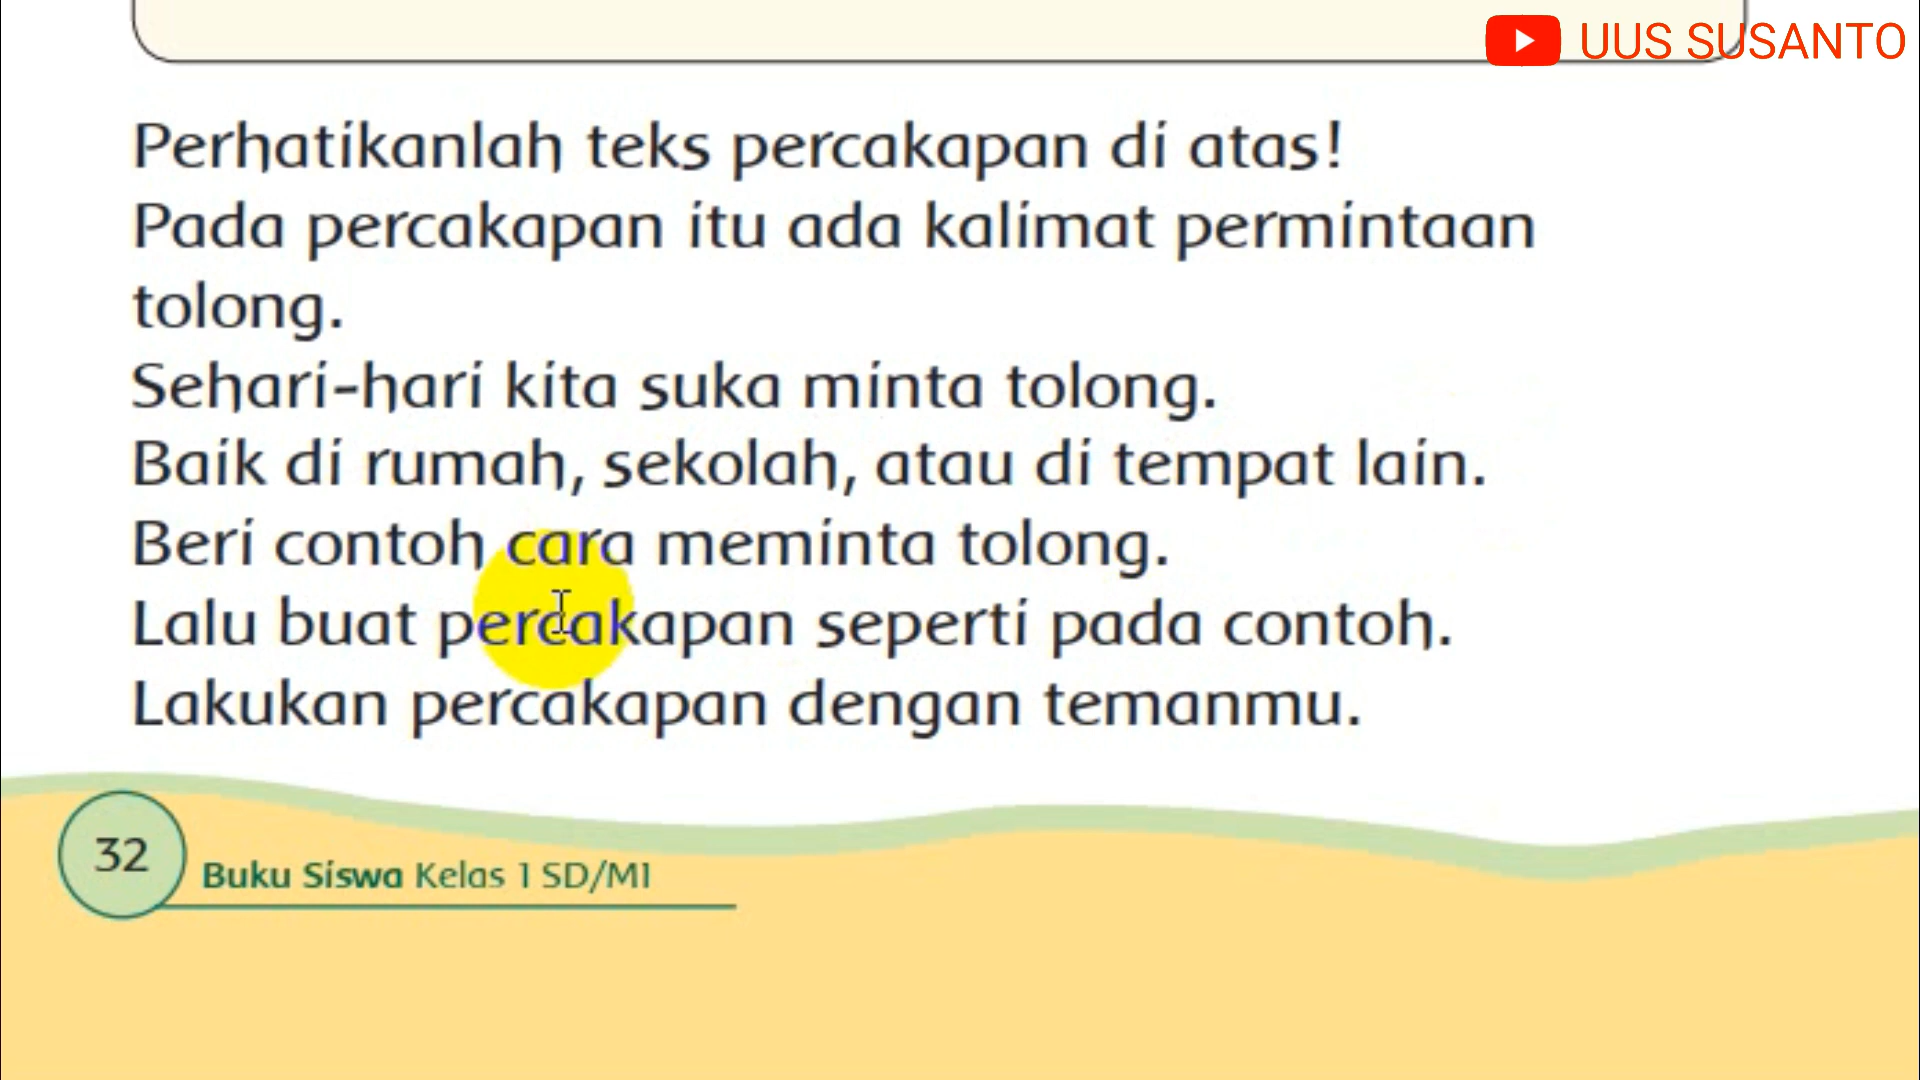 UUS SUSANTO
Perhatikanlah teks percakapan di atas!
Pada percakapan itu ada kalimat permintaan
tolong.
Sehari-hari kita suka minta tolong.
Baik di rumah, sekolah, atau di tempat lain.
Beri contoh cara meminta tolong.
Lalu buat percakapan seperti pada contoh.
Lakukan percakapan dengan temanmu.
32
Buku Siswa Kelas 1 SD/MI